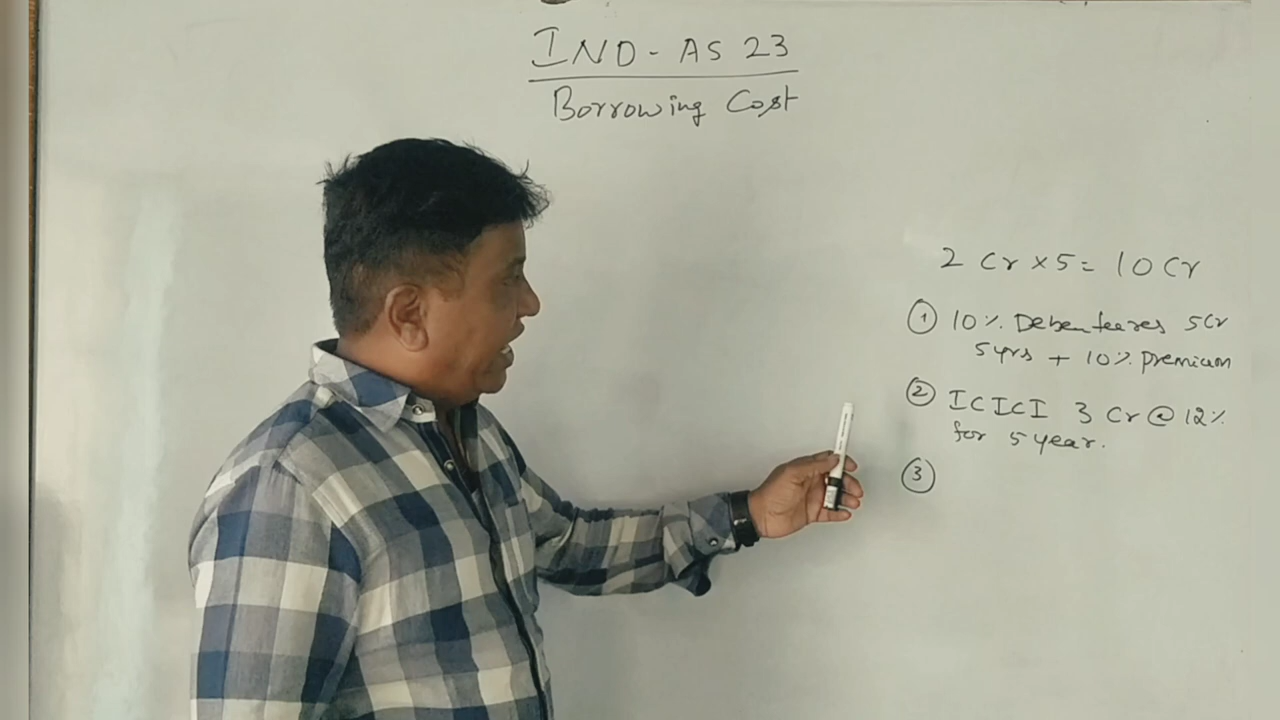 IND-AS 23
Borrowing Cost
2 Cr x 5 = 10 Cr
① 10% Debenteares 5Cr
5yrs + 10% Premium
② ICICI 3 Cr @ 12%
for 5 year.
③